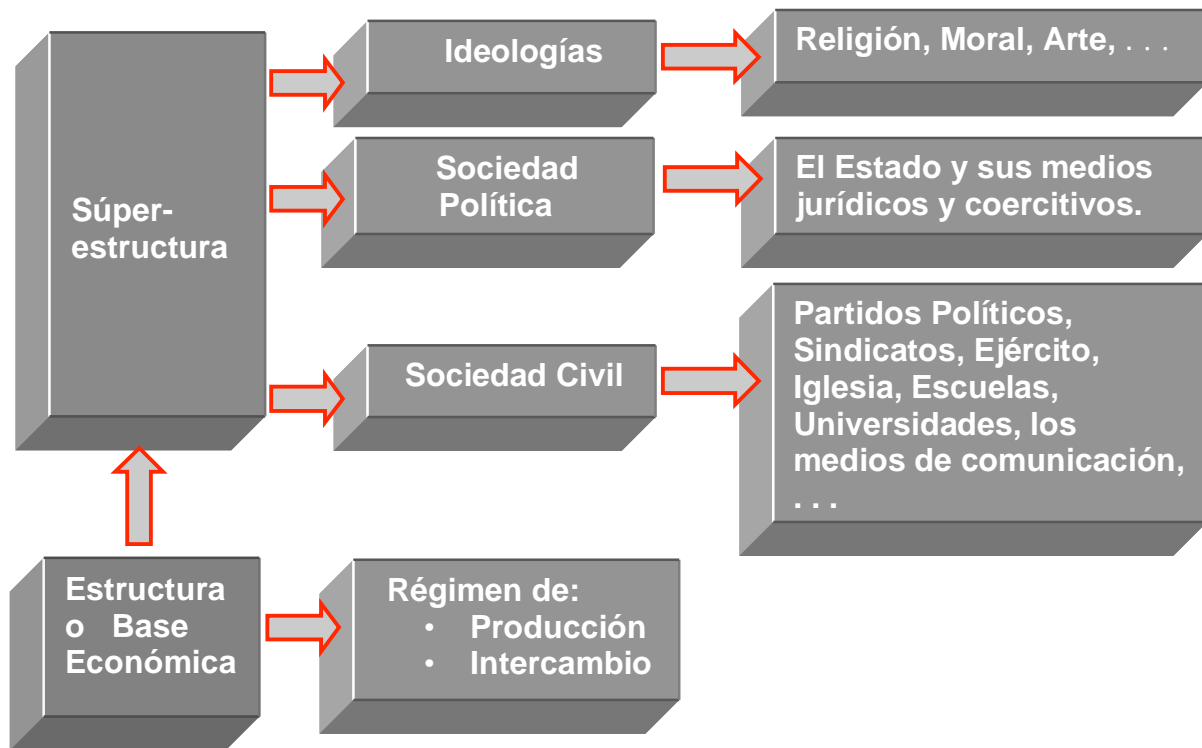 Súper-
estructura
Ideologías
Religión, Moral, Arte, . . .
Sociedad
Política
El Estado y sus medios
jurídicos y coercitivos.
Sociedad Civil
Partidos Políticos,
Sindicatos, Ejército,
Iglesia, Escuelas,
Universidades, los
medios de comunicación,
. . .
Estructura
o Base
Económica
Régimen de:
• Producción
• Intercambio